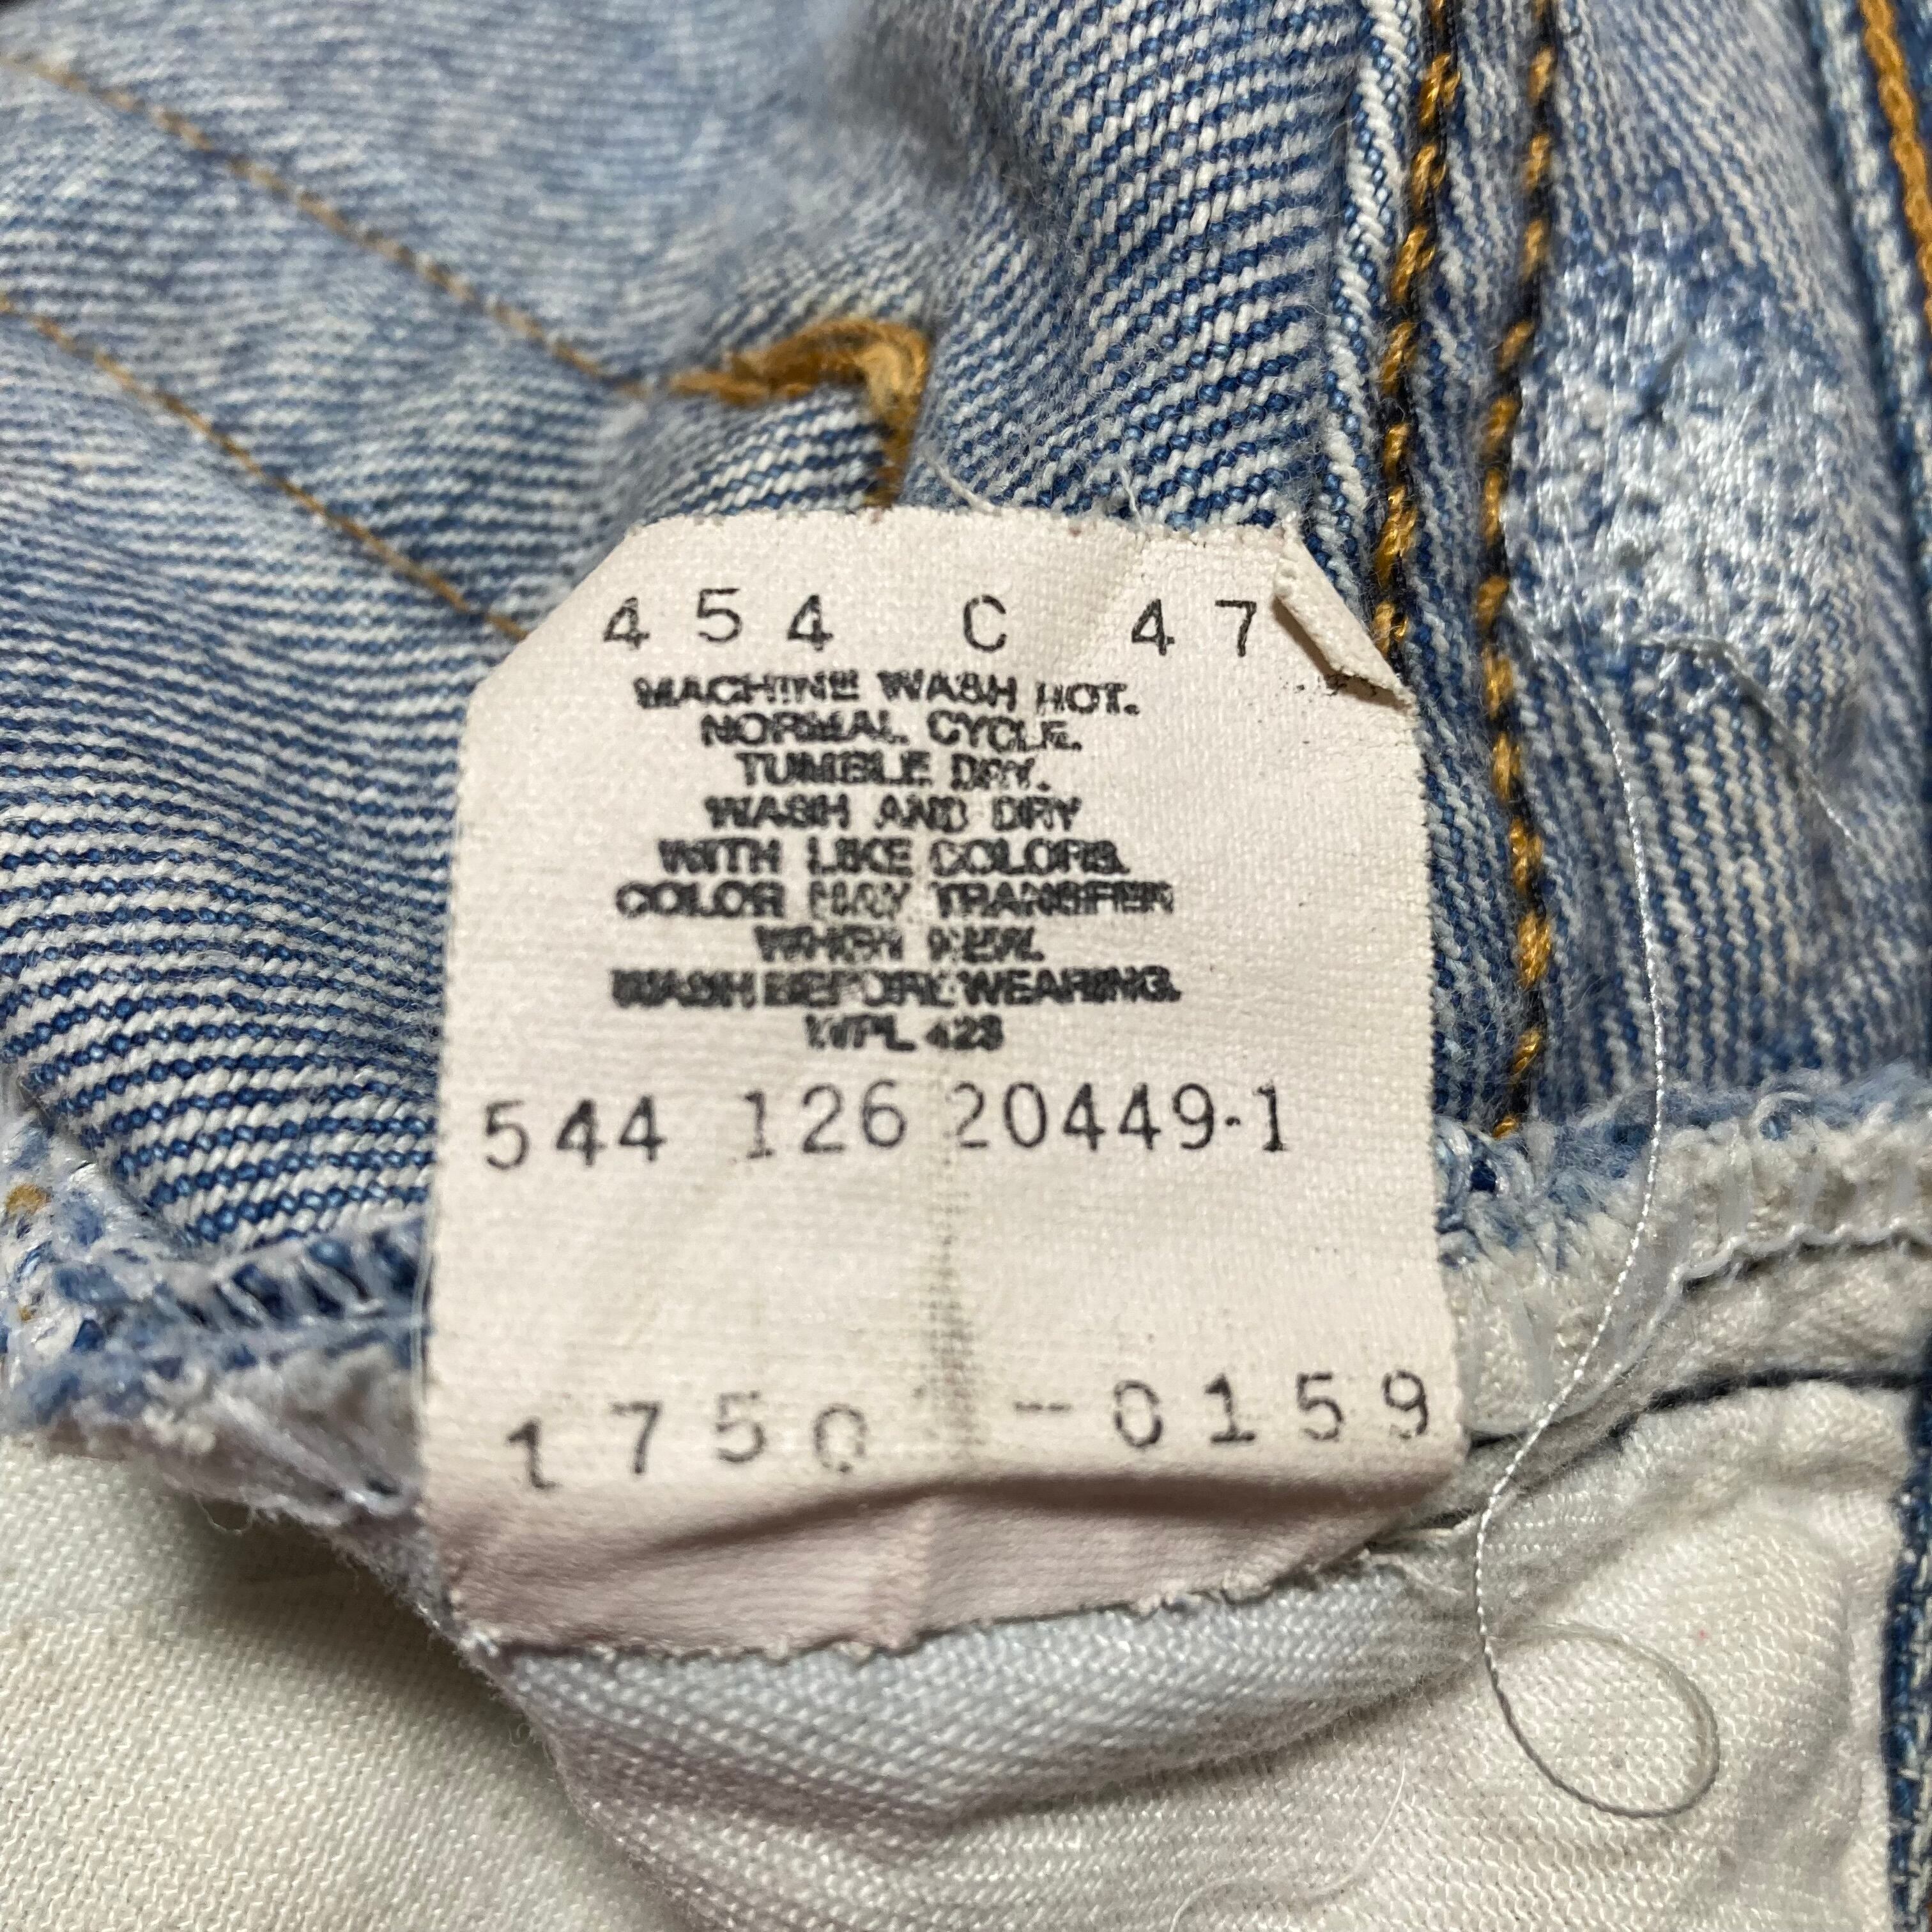 454 C 47
MACHINE WASH HOT.
NORMAL CYCLE.
TUMBLE DRY.
WASH AND DRY
WITH LIKE COLORS.
COLOR MAY TRANSFER
WHEN NEW.
WASH BEFORE WEARING.
WPL 423
544 126 20449-1
1750 -0159